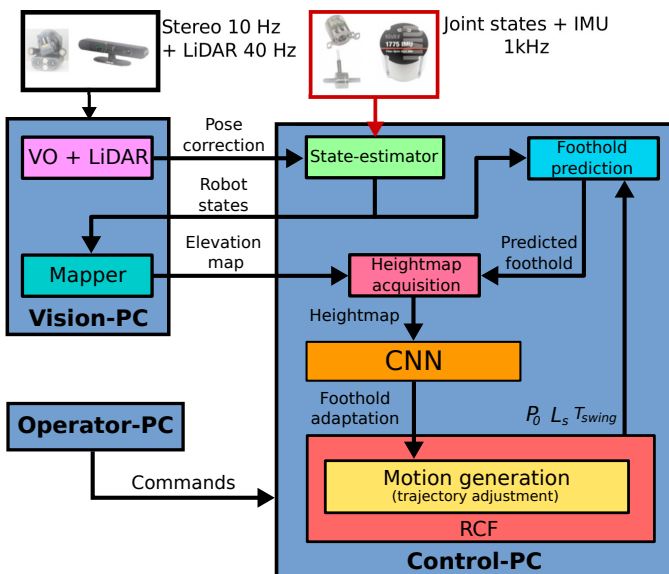 Stereo 10 Hz
+ LiDAR 40 Hz
Joint states + IMU
1kHz
1775 IMU
VO + LiDAR
Pose
correction
State-estimator
Foothold
prediction
Robot
states
Mapper
Elevation
map
Heightmap
acquisition
Predicted
foothold
Vision-PC
Heightmap
CNN
Foothold
adaptation
P₀ Lₛ T_swing
Operator-PC
Commands
Motion generation
(trajectory adjustment)
RCF
Control-PC